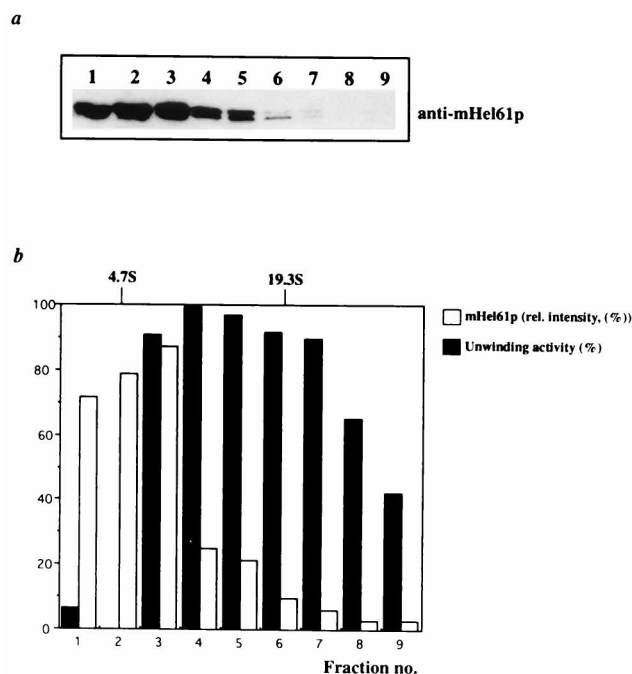 a
1 2 3 4 5 6 7 8 9
anti-mHel61p
b
4.7S 19.3S
100
80
60
40
20
0
mHel61p (rel. intensity, (%))
Unwinding activity (%)
1 2 3 4 5 6 7 8 9
Fraction no.